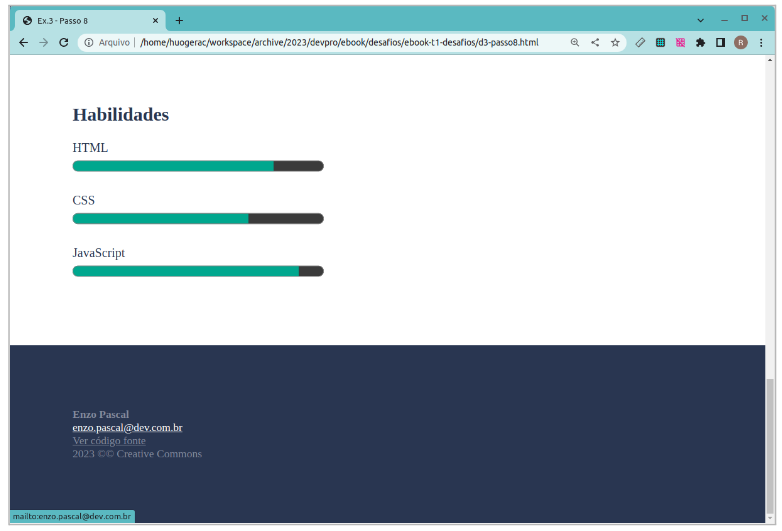 Ex.3 - Passo 8
Arquivo | /home/huogerac/workspace/archive/2023/devpro/ebook/desafios/ebook-t1-desafios/d3-passo8.html
B
Habilidades
HTML
CSS
JavaScript
Enzo Pascal
enzo.pascal@dev.com.br
Ver código fonte
2023 ©© Creative Commons
mailto:enzo.pascal@dev.com.br